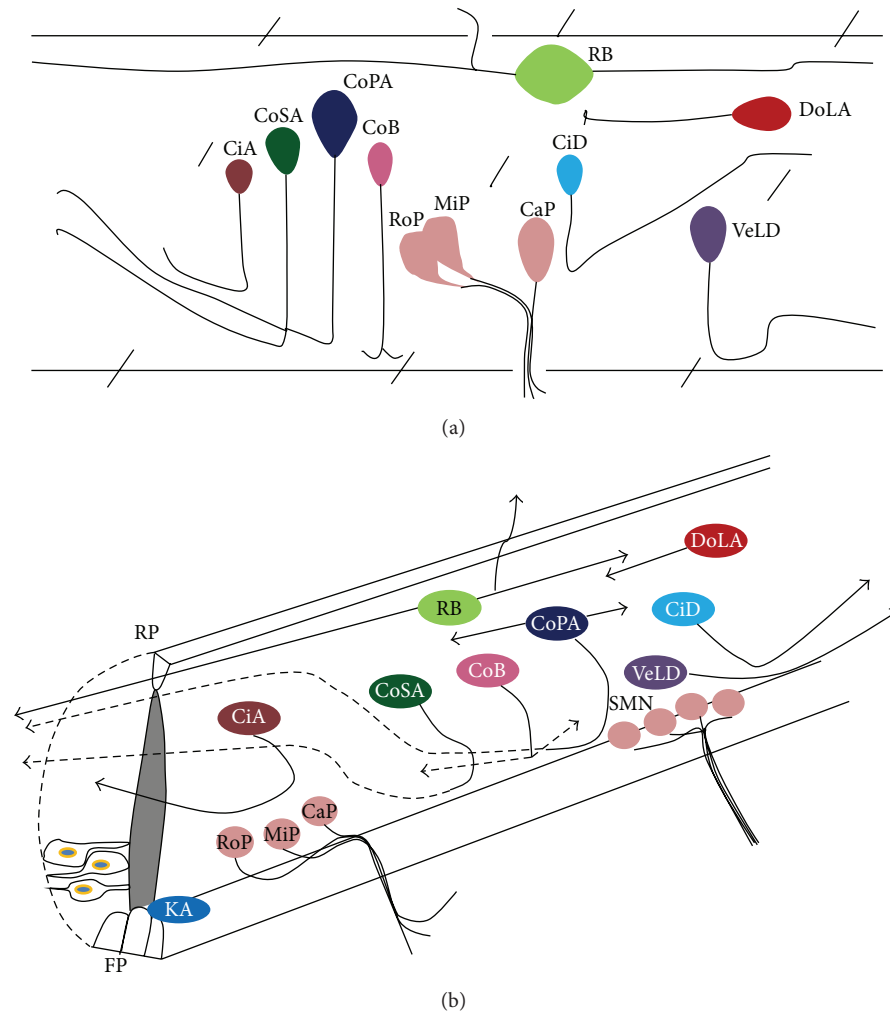 RB
CoPA
DoLA
CoSA
CoB
CiD
CiA
MiP
RoP
CaP
VeLD
(a)
DoLA
RB
CiD
CoPA
RP
CoB
VeLD
CoSA
SMN
CiA
CaP
MiP
RoP
KA
FP
(b)